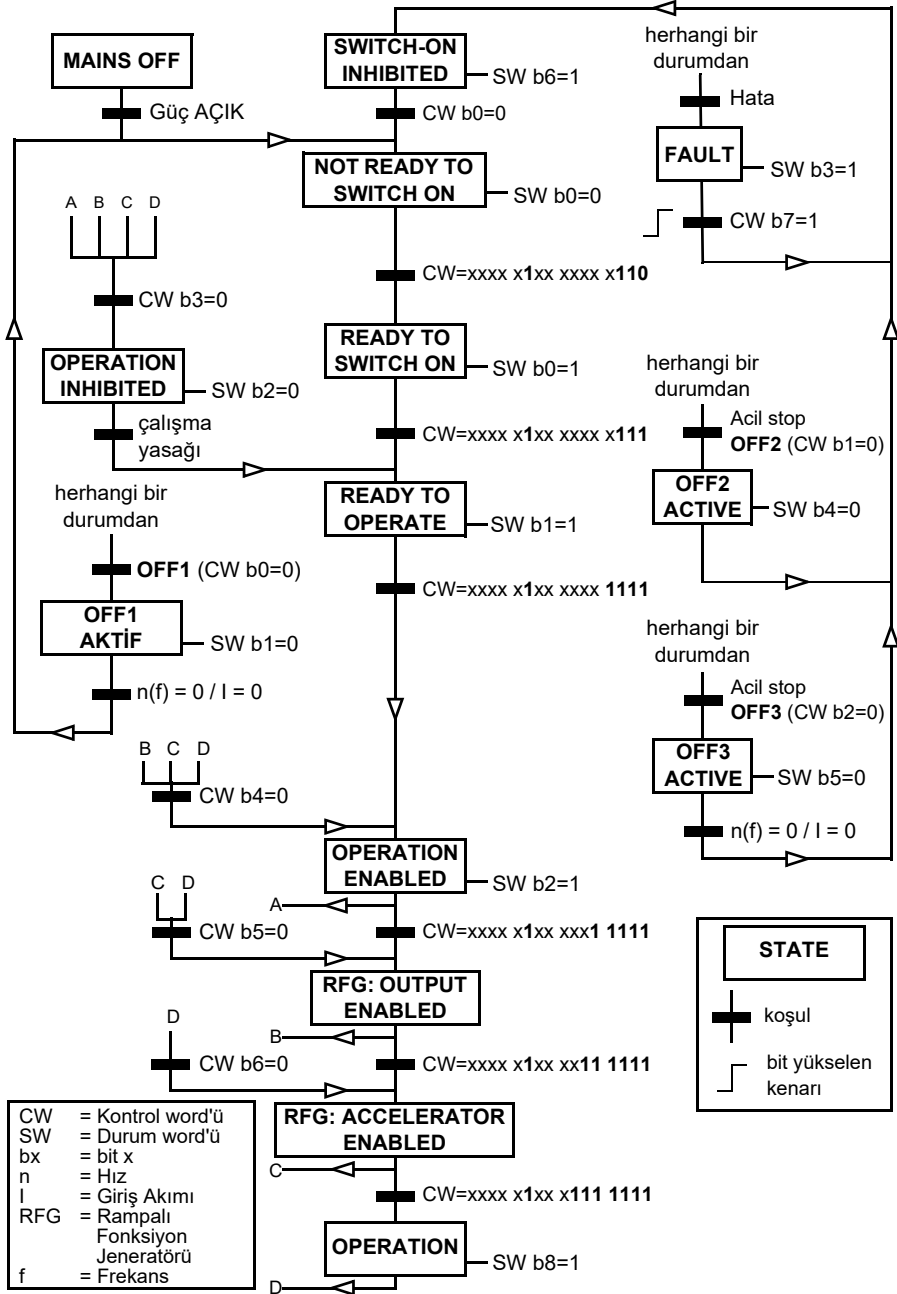 MAINS OFF
Güç AÇIK
SWITCH-ON
INHIBITED
SW b6=1
CW b0=0
herhangi bir
durumdan
Hata
FAULT
SW b3=1
CW b7=1
NOT READY TO
SWITCH ON
SW b0=0
A B C D
CW b3=0
CW=xxxx x1xx xxxx x110
OPERATION
INHIBITED
SW b2=0
çalışma
yasağı
READY TO
SWITCH ON
SW b0=1
CW=xxxx x1xx xxxx x111
herhangi bir
durumdan
Acil stop
OFF2 (CW b1=0)
OFF2
ACTIVE
SW b4=0
READY TO
OPERATE
SW b1=1
herhangi bir
durumdan
OFF1 (CW b0=0)
OFF1
AKTİF
SW b1=0
n(f) = 0 / I = 0
CW=xxxx x1xx xxxx 1111
herhangi bir
durumdan
Acil stop
OFF3 (CW b2=0)
OFF3
ACTIVE
SW b5=0
n(f) = 0 / I = 0
B C D
CW b4=0
OPERATION
ENABLED
SW b2=1
A
C D
CW b5=0
CW=xxxx x1xx xxx1 1111
RFG: OUTPUT
ENABLED
B
D
CW b6=0
CW=xxxx x1xx xx11 1111
RFG: ACCELERATOR
ENABLED
C
CW=xxxx x1xx x111 1111
OPERATION
SW b8=1
D
STATE
koşul
bit yükselen
kenarı
CW = Kontrol word'ü
SW = Durum word'ü
bx = bit x
n = Hız
I = Giriş Akımı
RFG = Rampalı
Fonksiyon
Jeneratörü
f = Frekans